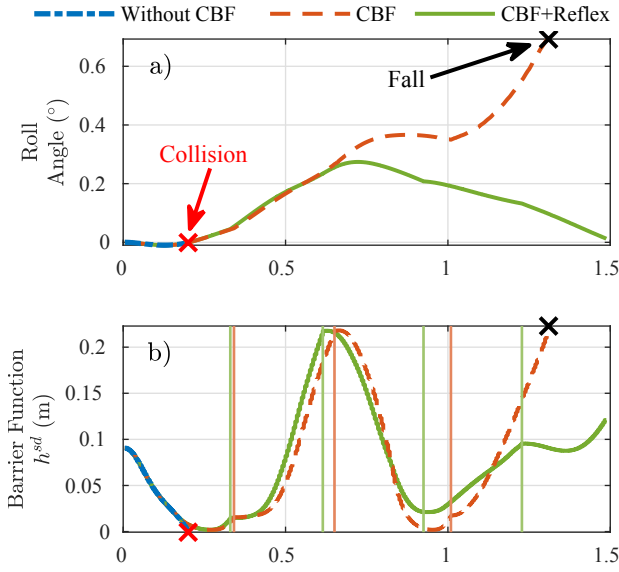 Without CBF CBF CBF+Reflex
a)
Fall
Collision
Roll
Angle (°)
0.6
0.4
0.2
0
0 0.5 1 1.5
b)
Barrier Function
h^{sd} (m)
0.2
0.15
0.1
0.05
0
0 0.5 1 1.5